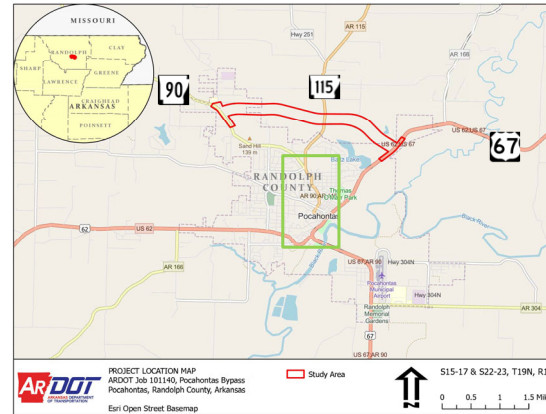 MISSOURI
RANDOLPH
CLAY
SHARP
GREENE
LAWRENCE
CRAIGHEAD
ARKANSAS
POINSETT
AR 115
Hwy 251
AR 166
90
115
67
US 62;US 67
Sand Hill
139 m
RANDOLPH
COUNTY
Pocahontas
Black River
62
US 62
67
AR 166
US 67;AR 90
Hwy 304N
Pocahontas
Municipal
Airport
Hwy 304N
Randolph
Memorial
Gardens
AR 304
US 67;AR 90
ARDOT
ARKANSAS DEPARTMENT
OF TRANSPORTATION
PROJECT LOCATION MAP
ARDOT Job 101140, Pocahontas Bypass
Pocahontas, Randolph County, Arkansas
Esri Open Street Basemap
Study Area
N
S15-17 & S22-23, T19N, R1
0 0.5 1 1.5 Mil